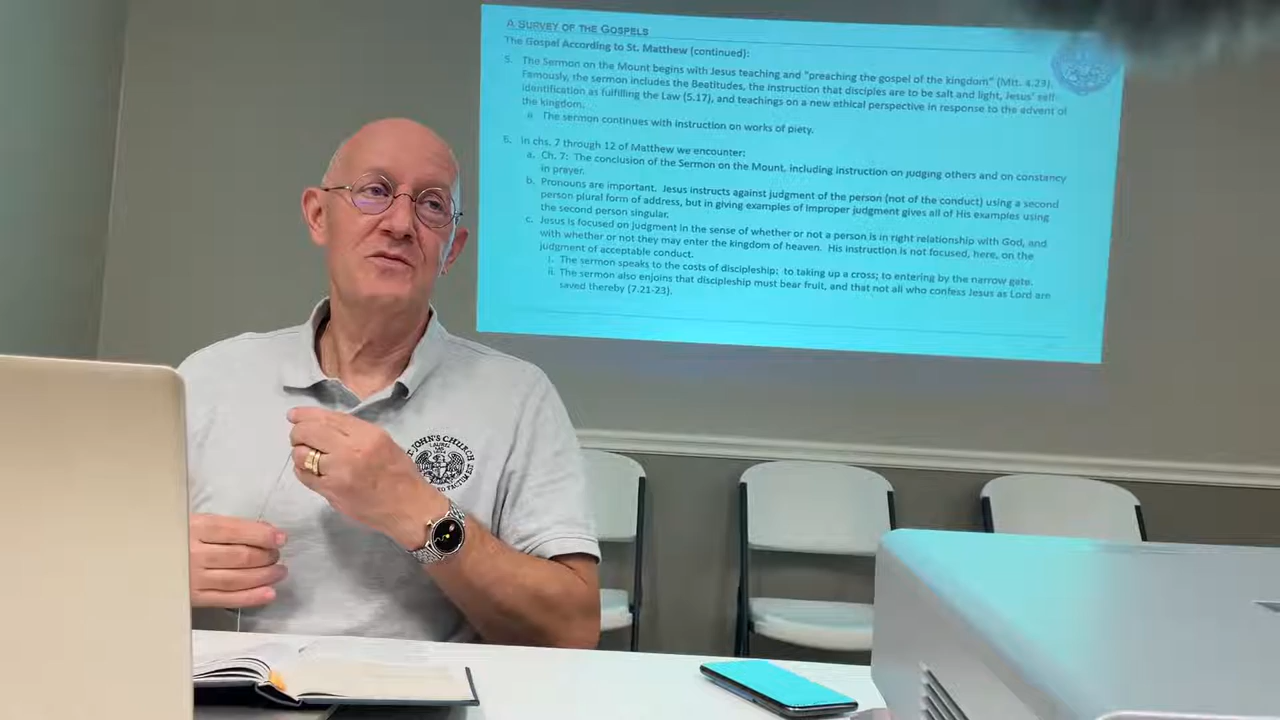 A SURVEY OF THE GOSPELS
The Gospel According to St. Matthew (continued):
5. The Sermon on the Mount begins with Jesus teaching and "preaching the gospel of the kingdom" (Mtt. 4.23).
Famously, the sermon includes the Beatitudes, the instruction that disciples are to be salt and light, Jesus' self-
identification as fulfilling the Law (5.17), and teachings on a new ethical perspective in response to the advent of
the kingdom.
a. The sermon continues with instruction on works of piety.
6. In chs. 7 through 12 of Matthew we encounter:
a. Ch. 7: The conclusion of the Sermon on the Mount, including instruction on judging others and on constancy
in prayer.
b. Pronouns are important. Jesus instructs against judgment of the person (not of the conduct) using a second
person plural form of address, but in giving examples of improper judgment gives all of His examples using
the second person singular.
c. Jesus is focused on judgment in the sense of whether or not a person is in right relationship with God, and
with whether or not they may enter the kingdom of heaven. His instruction is not focused, here, on the
judgment of acceptable conduct.
i. The sermon speaks to the costs of discipleship: to taking up a cross; to entering by the narrow gate.
ii. The sermon also enjoins that discipleship must bear fruit, and that not all who confess Jesus as Lord are
saved thereby (7.21-23).
ST. JOHN'S CHURCH
LAUREL
FACTUM EST